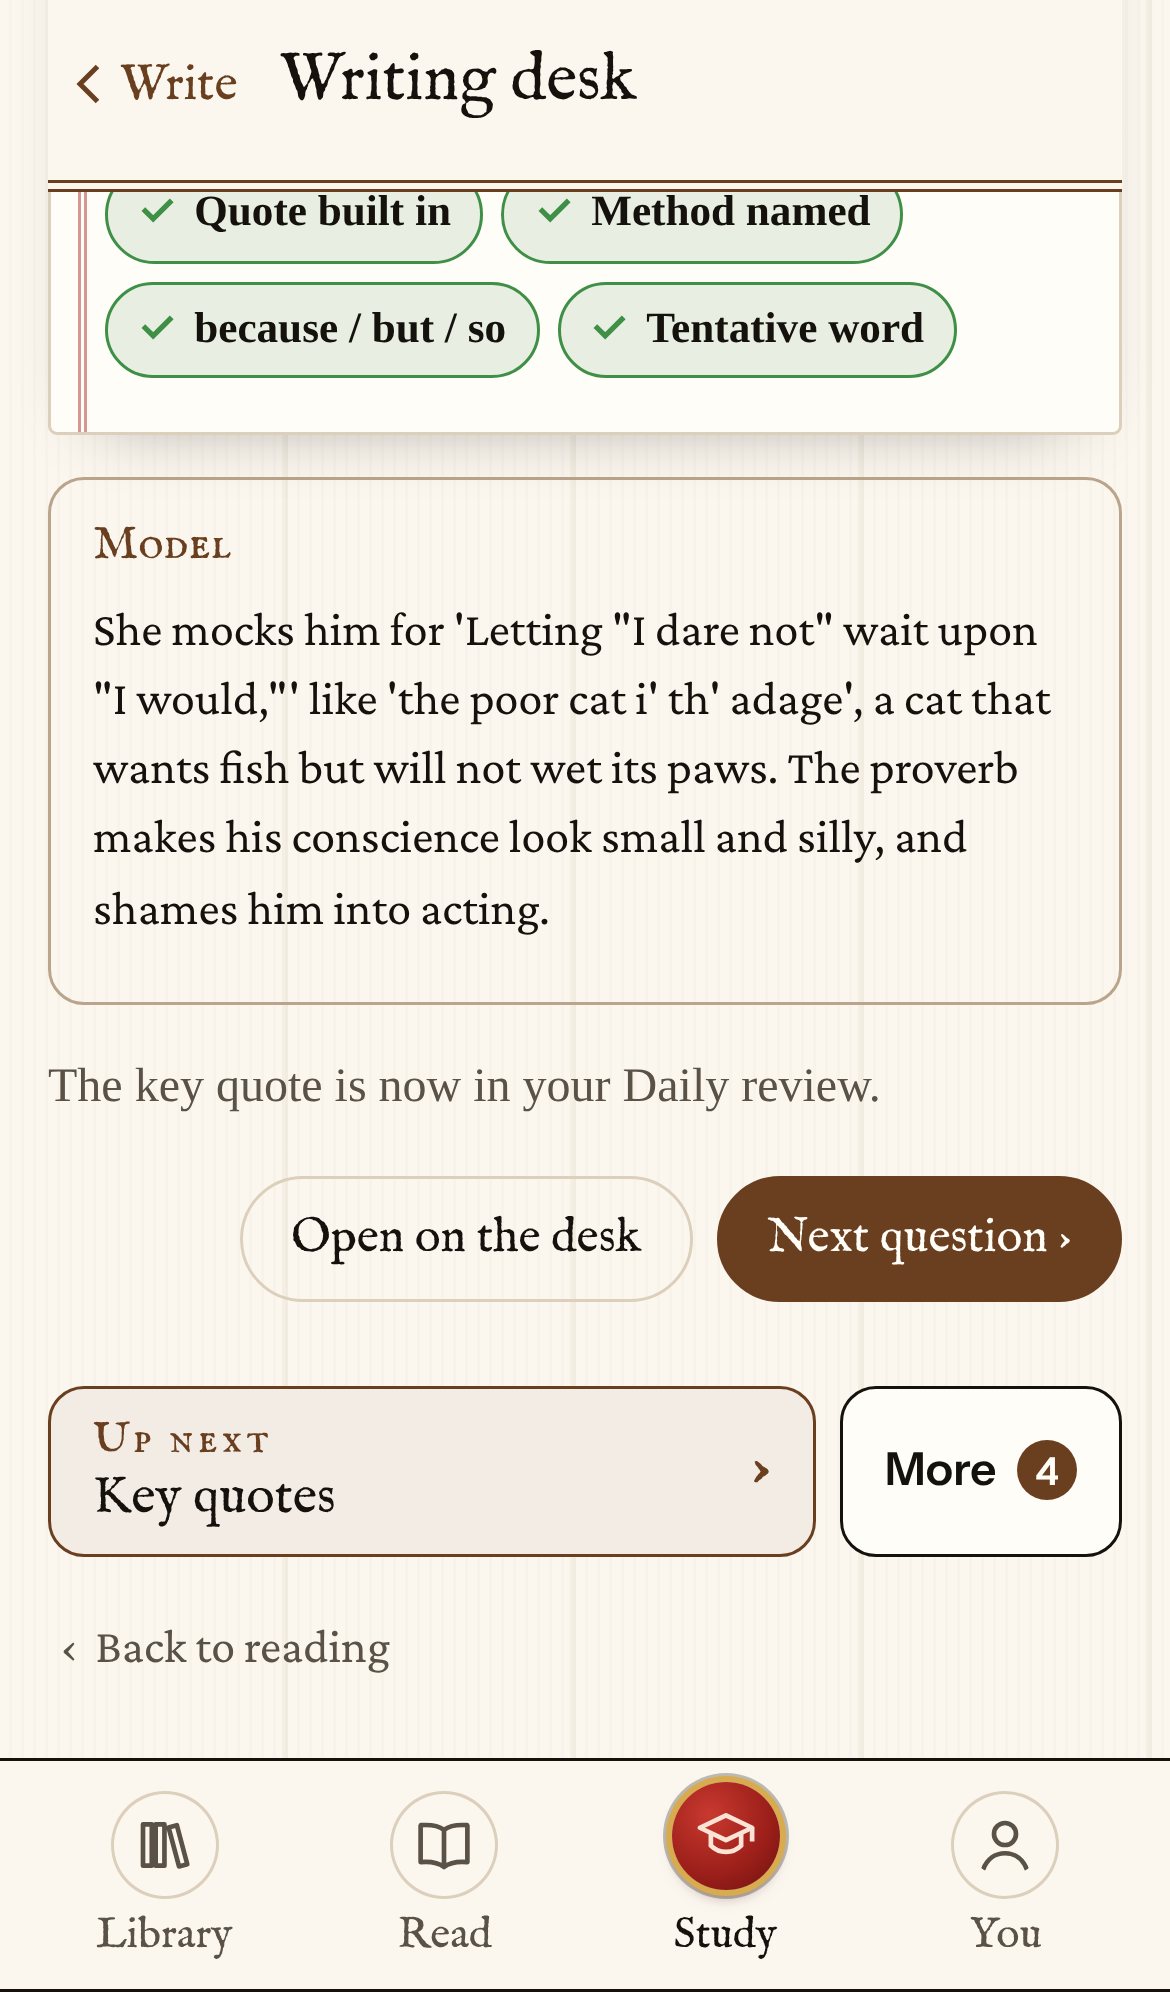 ‹ Write Writing desk
Quote built in Method named
because / but / so Tentative word
Model
She mocks him for 'Letting "I dare not" wait upon
"I would,"' like 'the poor cat i' th' adage', a cat that
wants fish but will not wet its paws. The proverb
makes his conscience look small and silly, and
shames him into acting.
The key quote is now in your Daily review.
Open on the desk Next question ›
Up next
Key quotes ›
More 4
‹ Back to reading
Library Read Study You